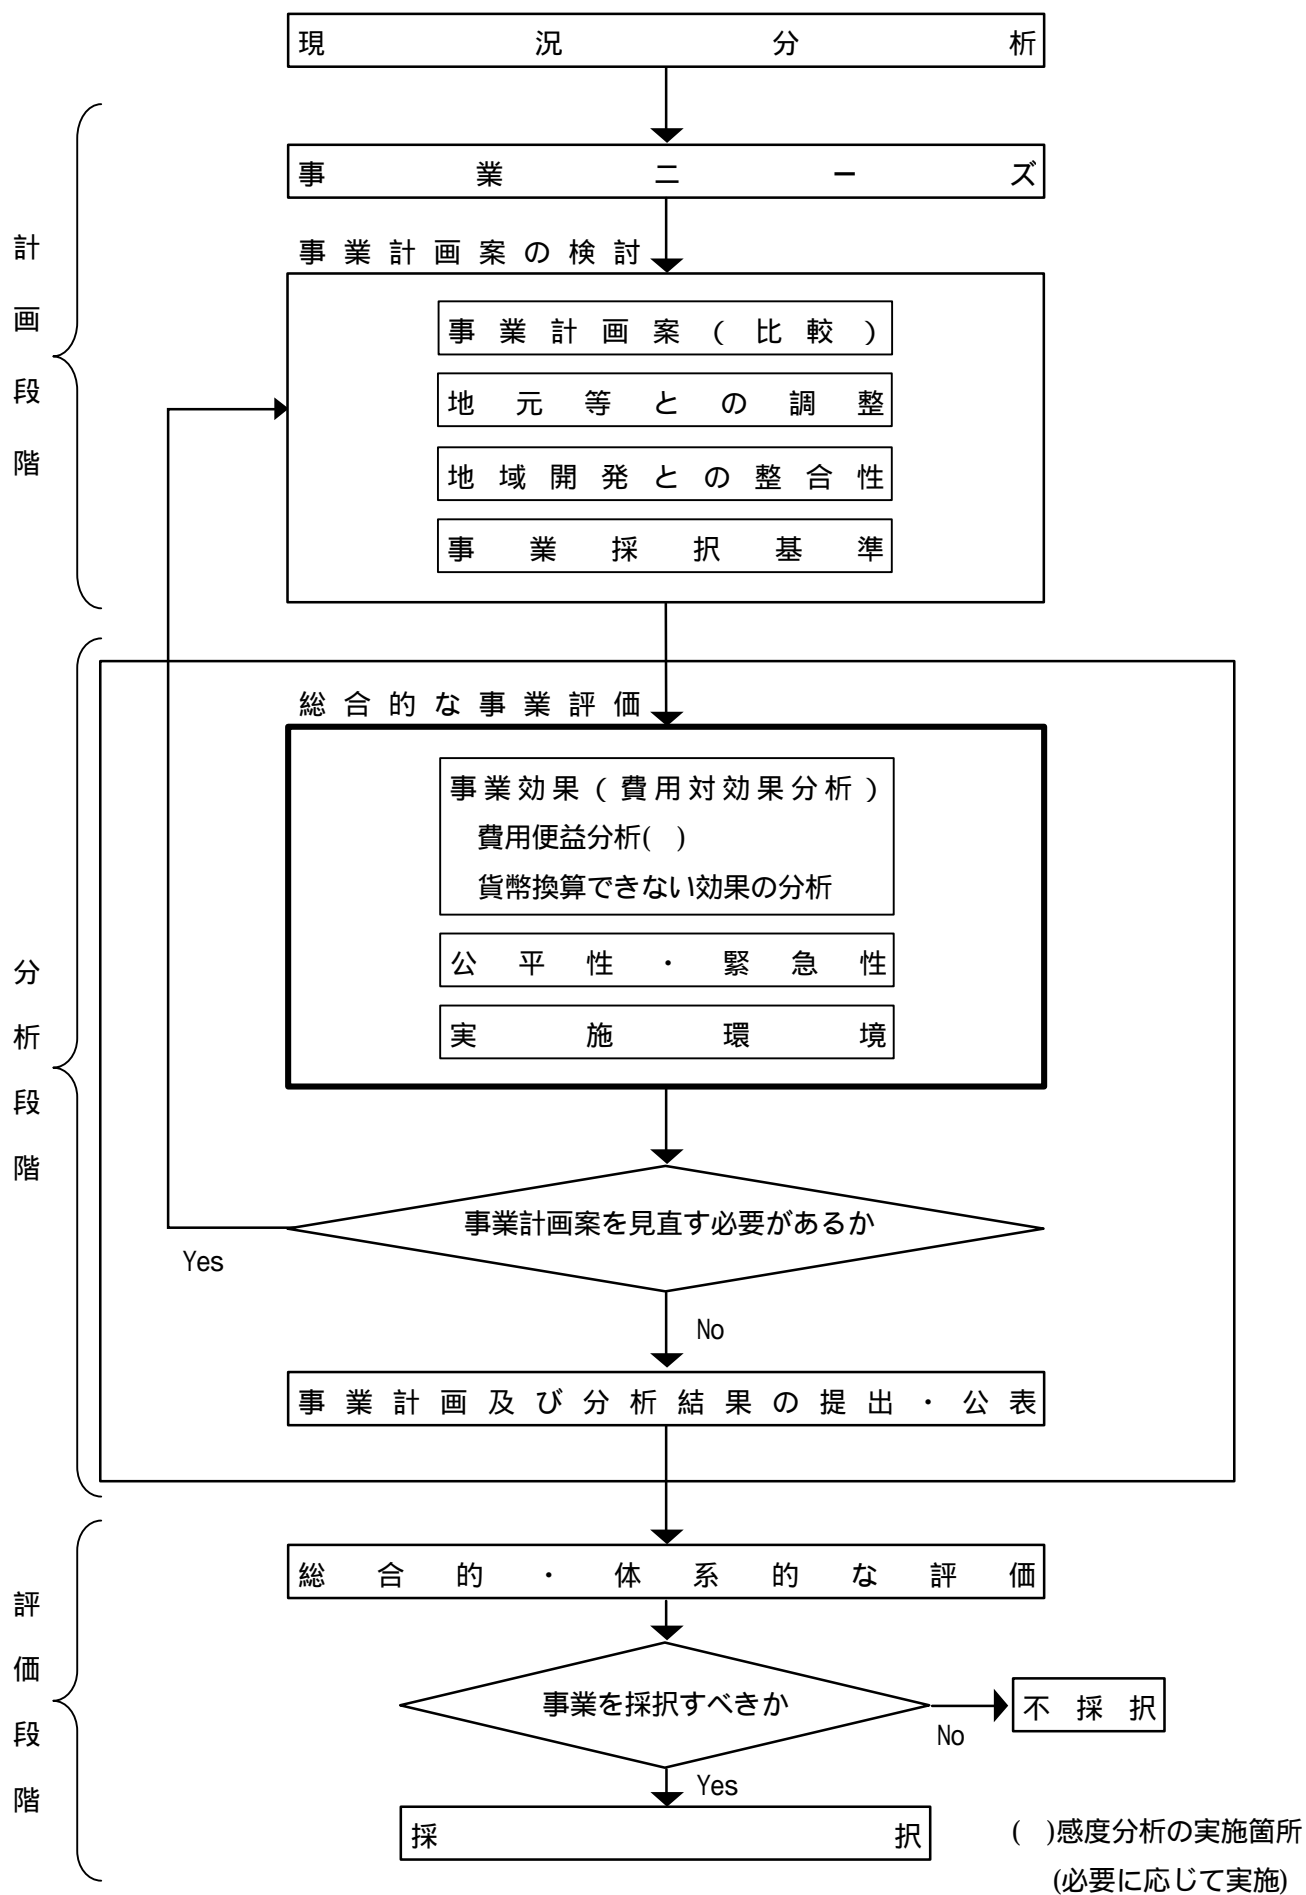 現況分析
計画段階
事業ニーズ
事業計画案の検討
事業計画案(比較)
地元等との調整
地域開発との整合性
事業採択基準
分析段階
総合的な事業評価
事業効果(費用対効果分析)
費用便益分析( )
貨幣換算できない効果の分析
公平性・緊急性
実施環境
事業計画案を見直す必要があるか
Yes
No
事業計画及び分析結果の提出・公表
評価段階
総合的・体系的な評価
事業を採択すべきか
No
不採択
Yes
採択
( )感度分析の実施箇所
(必要に応じて実施)